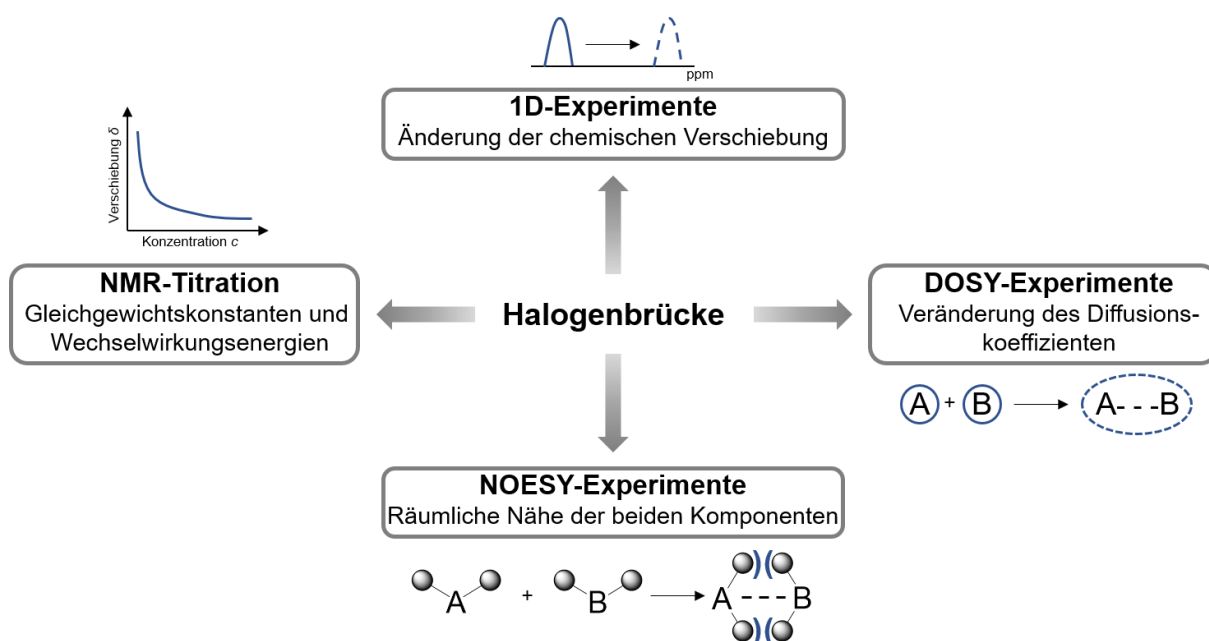 ppm
1D-Experimente
Änderung der chemischen Verschiebung
Verschiebung δ
Konzentration c
NMR-Titration
Gleichgewichtskonstanten und
Wechselwirkungsenergien
Halogenbrücke
DOSY-Experimente
Veränderung des Diffusions-
koeffizienten
A + B A- - -B
NOESY-Experimente
Räumliche Nähe der beiden Komponenten
A + B A - - - B